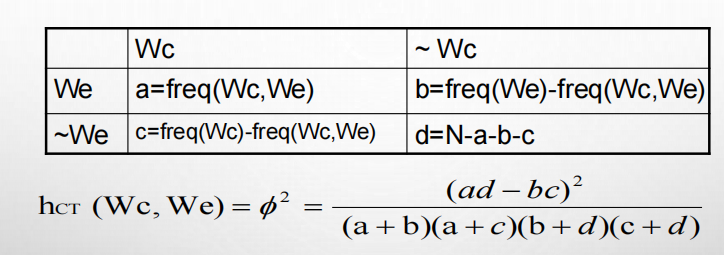 Wc ~ Wc
We a=freq(Wc,We) b=freq(We)-freq(Wc,We)
~We c=freq(Wc)-freq(Wc,We) d=N-a-b-c
hCT (Wc, We) = ϕ² = (ad − bc)² / (a + b)(a + c)(b + d)(c + d)